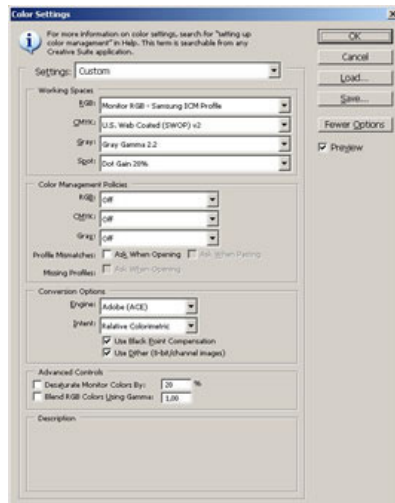 Color Settings
For more information on color settings, search for "setting up
color management" in Help. This term is searchable from any
Creative Suite application.
OK
Cancel
Load...
Save...
Fewer Options
Preview
Settings: Custom
Working Spaces
RGB: Monitor RGB - Samsung ICM Profile
CMYK: U.S. Web Coated (SWOP) v2
Gray: Gray Gamma 2.2
Spot: Dot Gain 20%
Color Management Policies
RGB: Off
CMYK: Off
Gray: Off
Profile Mismatches: Ask When Opening Ask When Pasting
Missing Profiles: Ask When Opening
Conversion Options
Engine: Adobe (ACE)
Intent: Relative Colorimetric
Use Black Point Compensation
Use Dither (8-bit/channel images)
Advanced Controls
Desaturate Monitor Colors By: 20 %
Blend RGB Colors Using Gamma: 1,00
Description